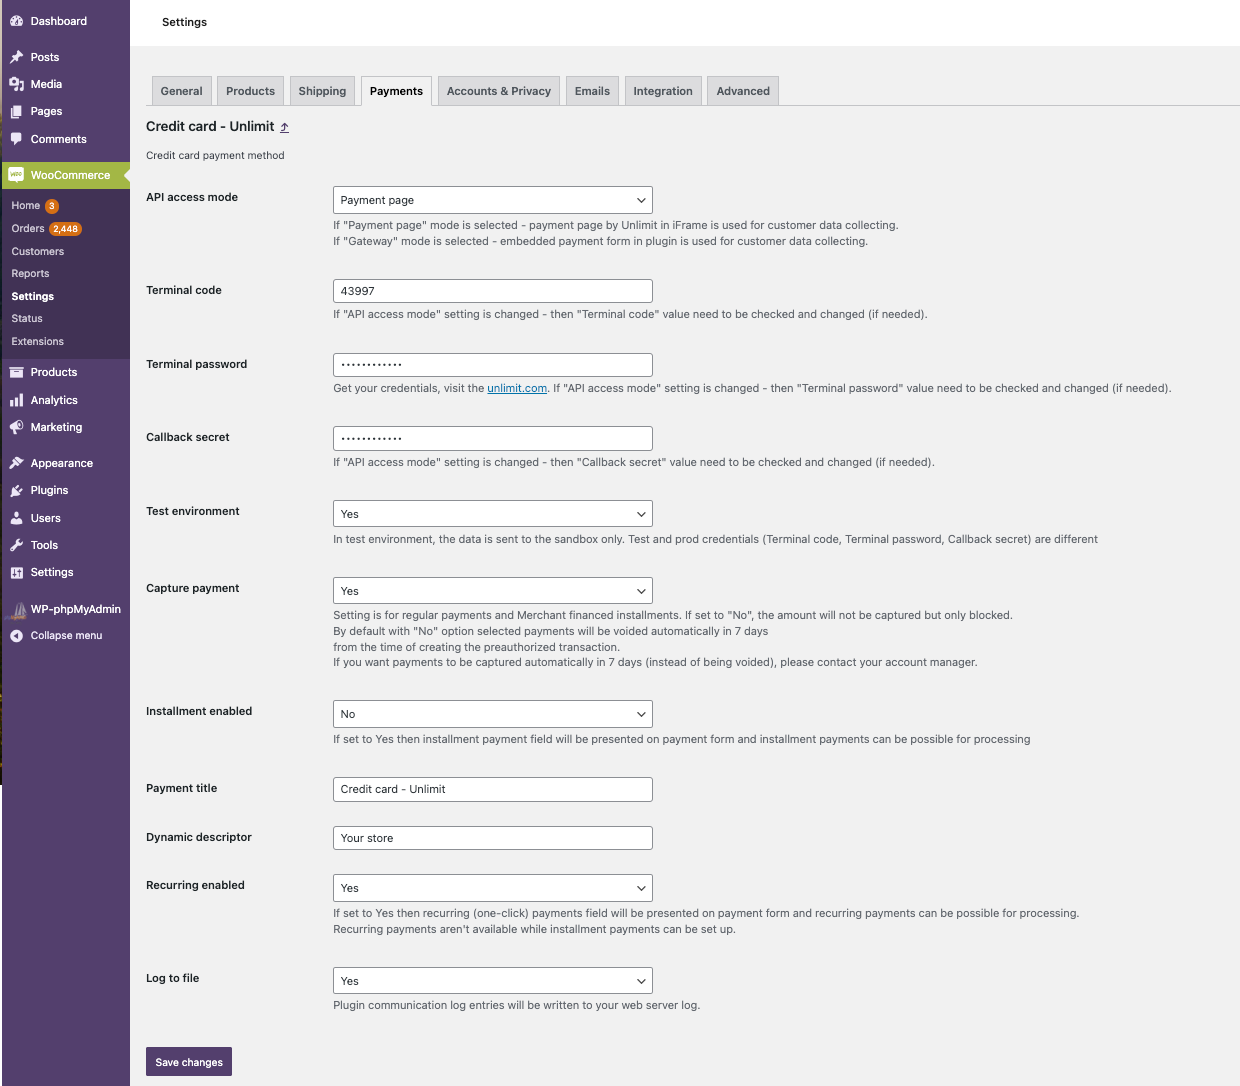 Dashboard
Posts
Media
Pages
Comments
WooCommerce
Home 3
Orders 2,448
Customers
Reports
Settings
Status
Extensions
Products
Analytics
Marketing
Appearance
Plugins
Users
Tools
Settings
WP-phpMyAdmin
Collapse menu
Settings
General Products Shipping Payments Accounts & Privacy Emails Integration Advanced
Credit card - Unlimit
Credit card payment method
API access mode
Payment page
If "Payment page" mode is selected - payment page by Unlimit in iFrame is used for customer data collecting.
If "Gateway" mode is selected - embedded payment form in plugin is used for customer data collecting.
Terminal code
43997
If "API access mode" setting is changed - then "Terminal code" value need to be checked and changed (if needed).
Terminal password
••••••••••••
Get your credentials, visit the unlimit.com. If "API access mode" setting is changed - then "Terminal password" value need to be checked and changed (if needed).
Callback secret
••••••••••••
If "API access mode" setting is changed - then "Callback secret" value need to be checked and changed (if needed).
Test environment
Yes
In test environment, the data is sent to the sandbox only. Test and prod credentials (Terminal code, Terminal password, Callback secret) are different
Capture payment
Yes
Setting is for regular payments and Merchant financed installments. If set to "No", the amount will not be captured but only blocked.
By default with "No" option selected payments will be voided automatically in 7 days
from the time of creating the preauthorized transaction.
If you want payments to be captured automatically in 7 days (instead of being voided), please contact your account manager.
Installment enabled
No
If set to Yes then installment payment field will be presented on payment form and installment payments can be possible for processing
Payment title
Credit card - Unlimit
Dynamic descriptor
Your store
Recurring enabled
Yes
If set to Yes then recurring (one-click) payments field will be presented on payment form and recurring payments can be possible for processing.
Recurring payments aren't available while installment payments can be set up.
Log to file
Yes
Plugin communication log entries will be written to your web server log.
Save changes